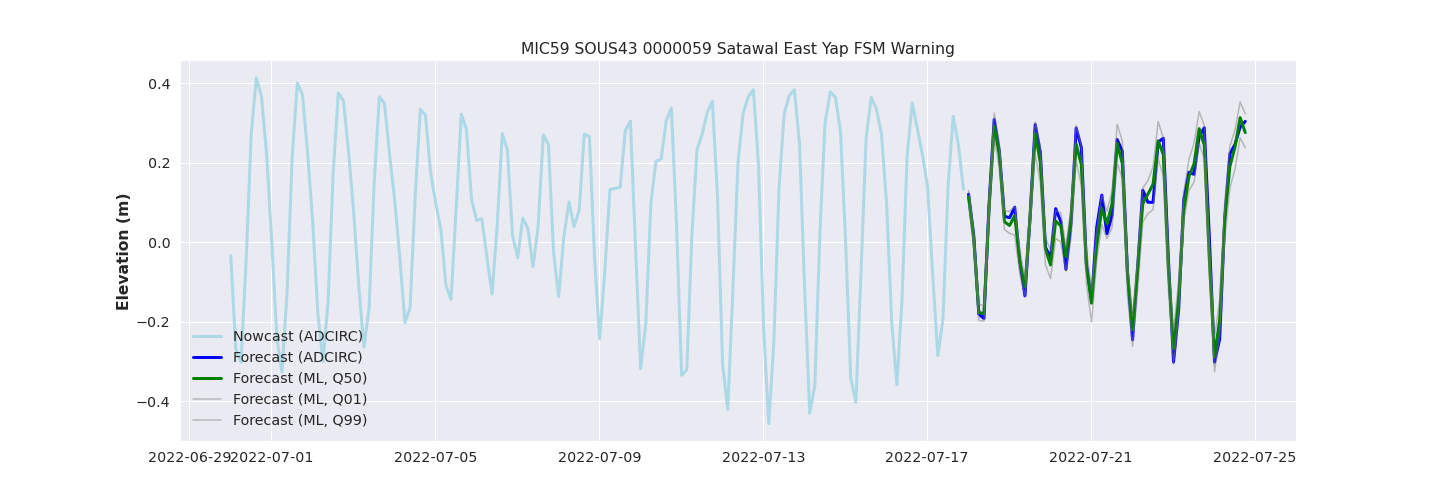 MIC59 SOUS43 0000059 Satawal East Yap FSM Warning
Elevation (m)
0.4
0.2
0.0
−0.2
−0.4
Nowcast (ADCIRC)
Forecast (ADCIRC)
Forecast (ML, Q50)
Forecast (ML, Q01)
Forecast (ML, Q99)
2022-06-29 2022-07-01 2022-07-05 2022-07-09 2022-07-13 2022-07-17 2022-07-21 2022-07-25